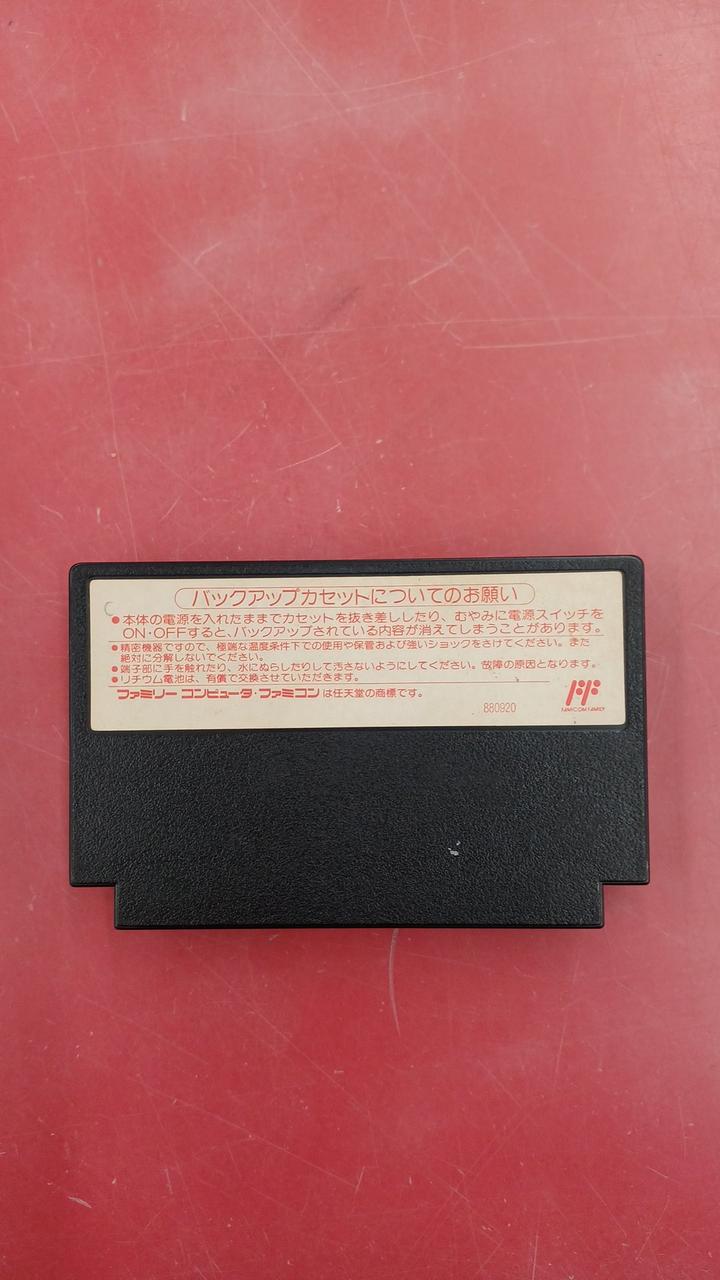 バックアップカセットについてのお願い
●本体の電源を入れたままでカセットを抜き差ししたり、むやみに電源スイッチを
ON・OFFすると、バックアップされている内容が消えてしまうことがあります。
●精密機器ですので、極端な温度条件下での使用や保管および強いショックをさけてください。また
絶対に分解しないでください。
●端子部に手を触れたり、水にぬらしたりして汚さないようにしてください。故障の原因となります。
●リチウム電池は、有償で交換させていただきます。
ファミリー コンピュータ・ファミコンは任天堂の商標です。
880920
FAMICOM FAMILY